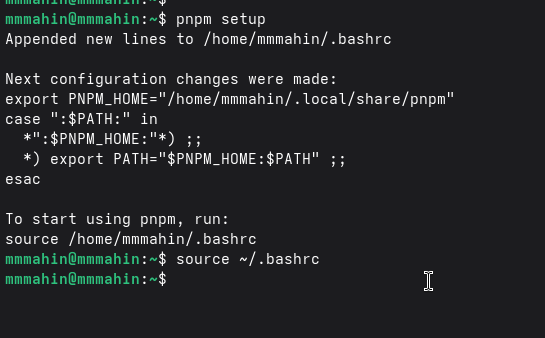 mmmahin@mmmahin:~$
mmmahin@mmmahin:~$ pnpm setup
Appended new lines to /home/mmmahin/.bashrc

Next configuration changes were made:
export PNPM_HOME="/home/mmmahin/.local/share/pnpm"
case ":$PATH:" in
  *":$PNPM_HOME:"*) ;;
  *) export PATH="$PNPM_HOME:$PATH" ;;
esac

To start using pnpm, run:
source /home/mmmahin/.bashrc
mmmahin@mmmahin:~$ source ~/.bashrc
mmmahin@mmmahin:~$